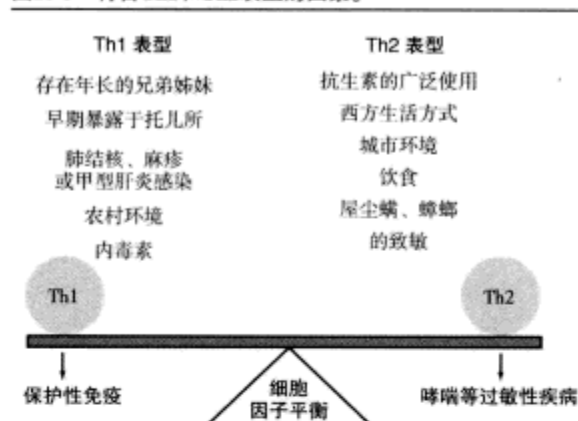 Th1 表型
存在年长的兄弟姊妹
早期暴露于托儿所
肺结核、麻疹
或甲型肝炎感染
农村环境
内毒素
Th2 表型
抗生素的广泛使用
西方生活方式
城市环境
饮食
屋尘螨、蟑螂
的致敏
Th1
Th2
保护性免疫
细胞
因子平衡
哮喘等过敏性疾病